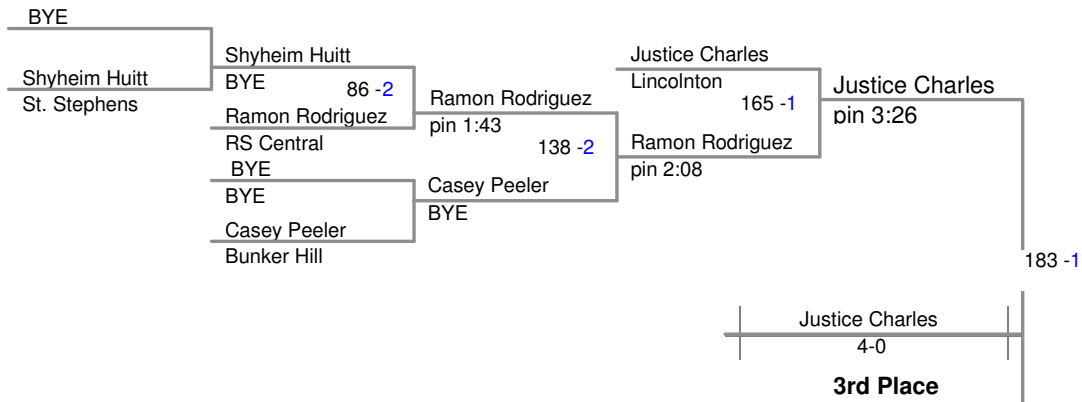 BYE
Shyheim Huitt
St. Stephens
Shyheim Huitt
BYE
86 -2
Ramon Rodriguez
RS Central
BYE
BYE
Casey Peeler
Bunker Hill
Ramon Rodriguez
pin 1:43
138 -2
Casey Peeler
BYE
Justice Charles
Lincolnton
165 -1
Ramon Rodriguez
pin 2:08
Justice Charles
pin 3:26
183 -1
Justice Charles
4-0
3rd Place